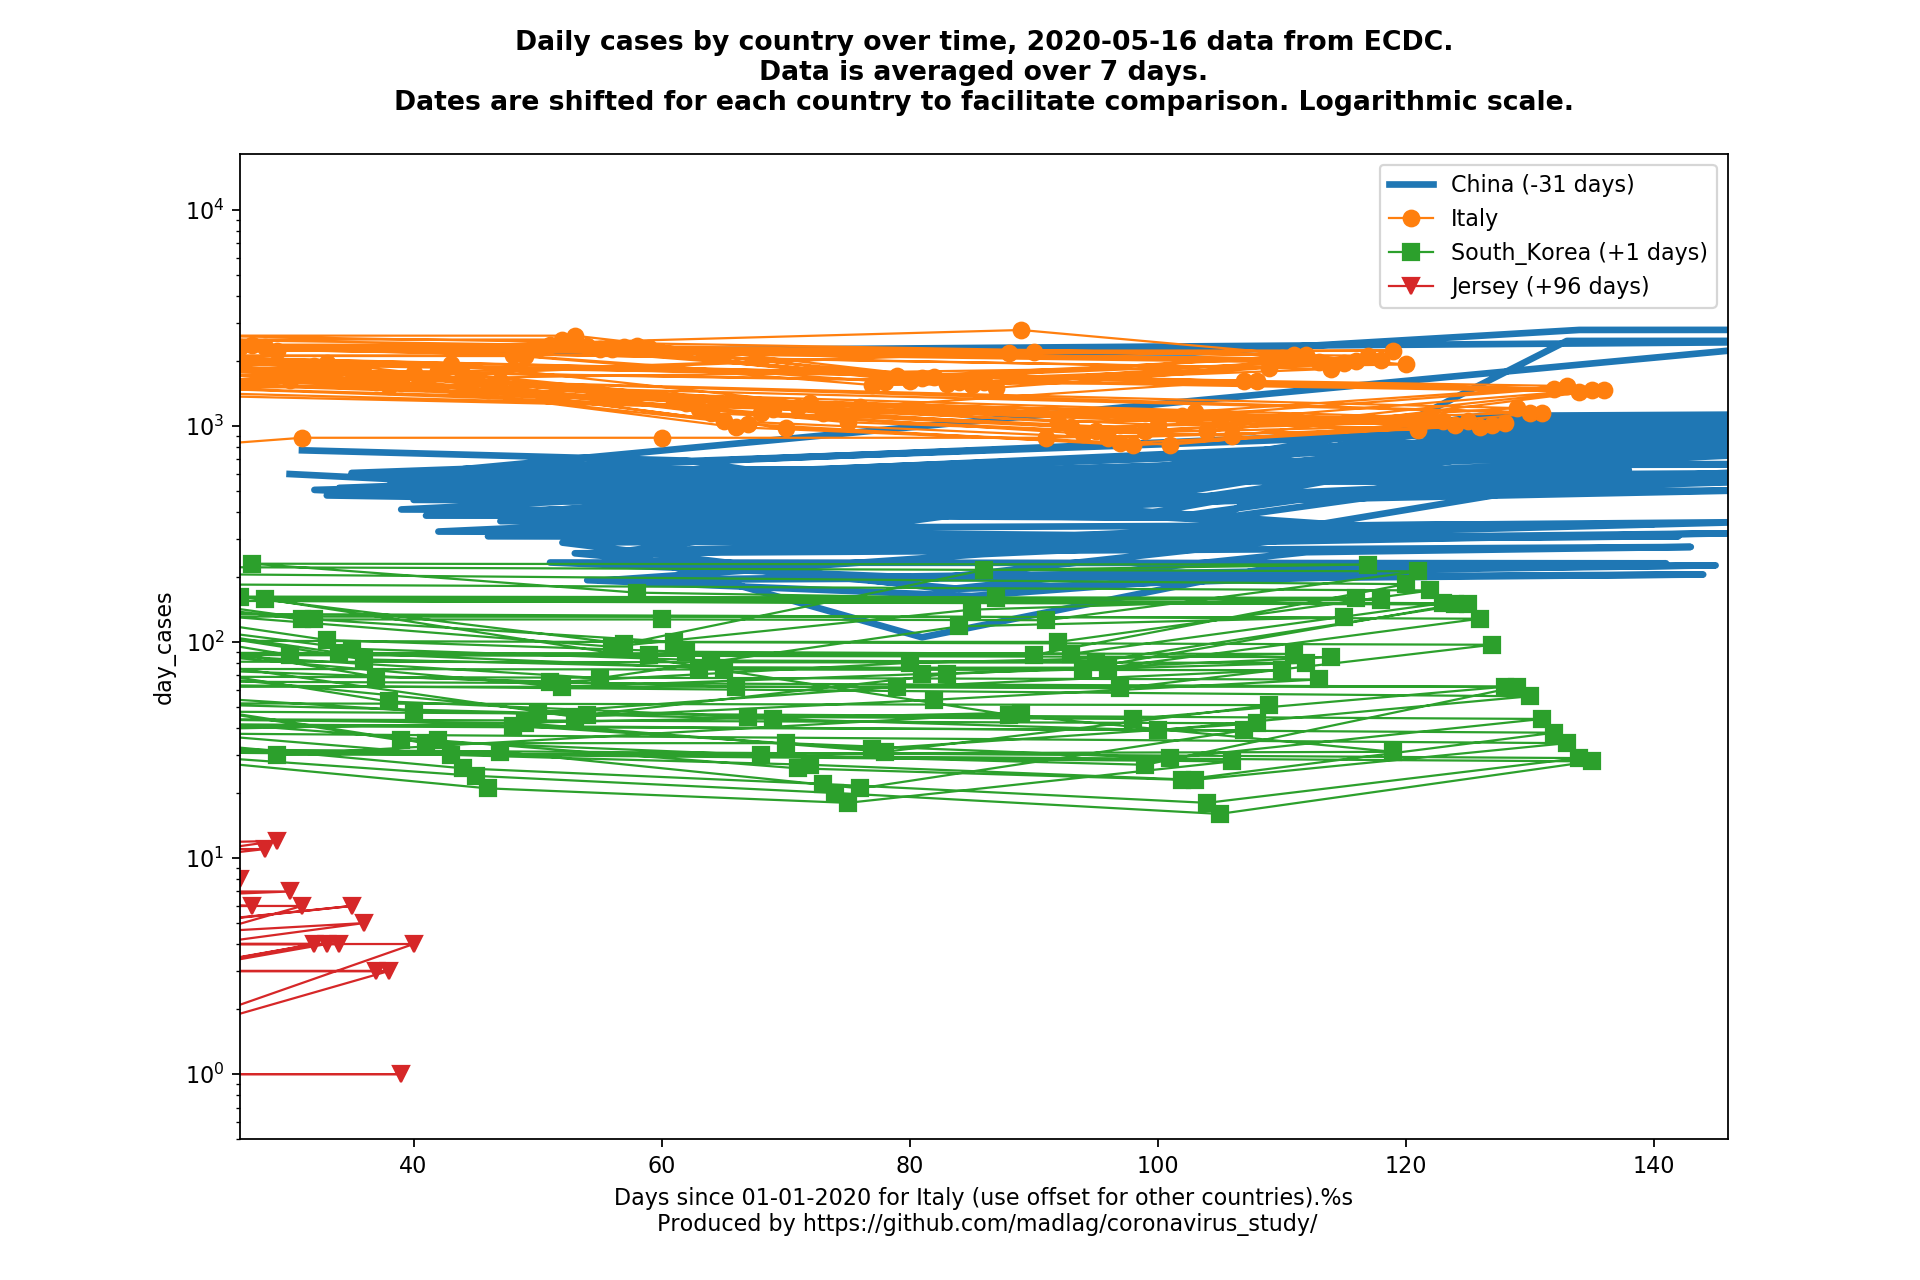 Daily cases by country over time, 2020-05-16 data from ECDC.
Data is averaged over 7 days.
Dates are shifted for each country to facilitate comparison. Logarithmic scale.
China (-31 days)
Italy
South_Korea (+1 days)
Jersey (+96 days)
day_cases
10⁴
10³
10²
10¹
10⁰
40 60 80 100 120 140
Days since 01-01-2020 for Italy (use offset for other countries).%s
Produced by https://github.com/madlag/coronavirus_study/